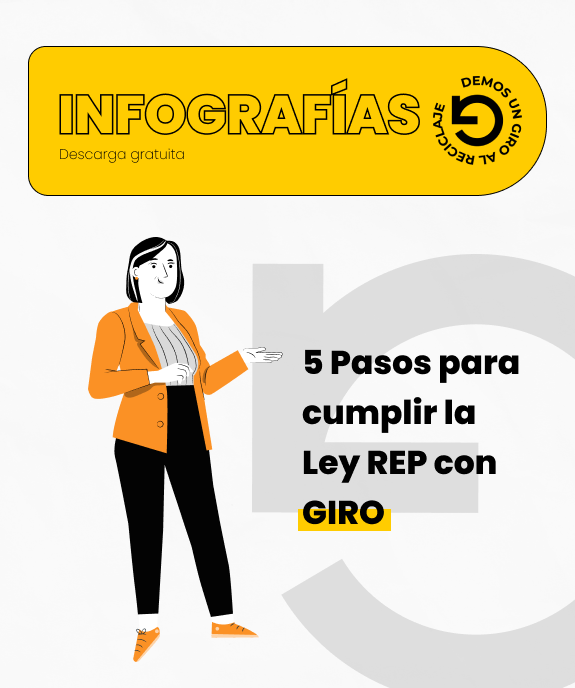 INFOGRAFÍAS
Descarga gratuita
DEMOS UN GIRO AL RECICLAJE
5 Pasos para
cumplir la
Ley REP con
GIRO